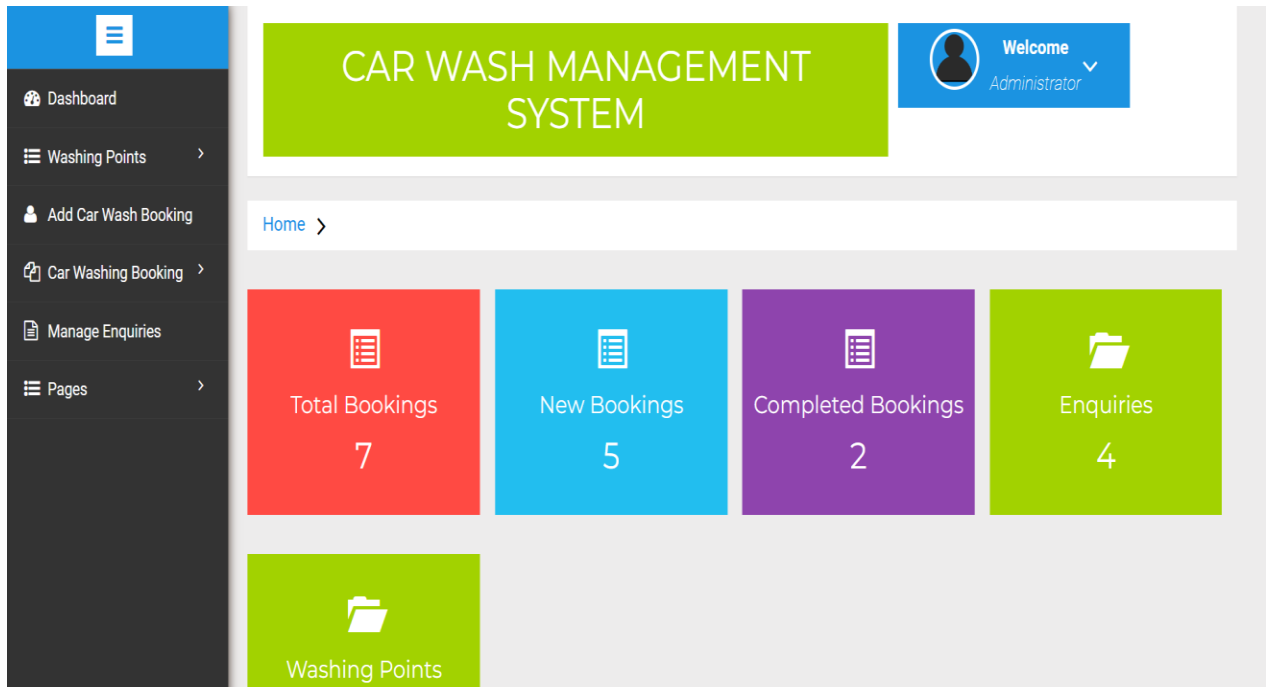 CAR WASH MANAGEMENT
SYSTEM
Welcome
Administrator
Dashboard
Washing Points
Add Car Wash Booking
Car Washing Booking
Manage Enquiries
Pages
Home
Total Bookings
7
New Bookings
5
Completed Bookings
2
Enquiries
4
Washing Points